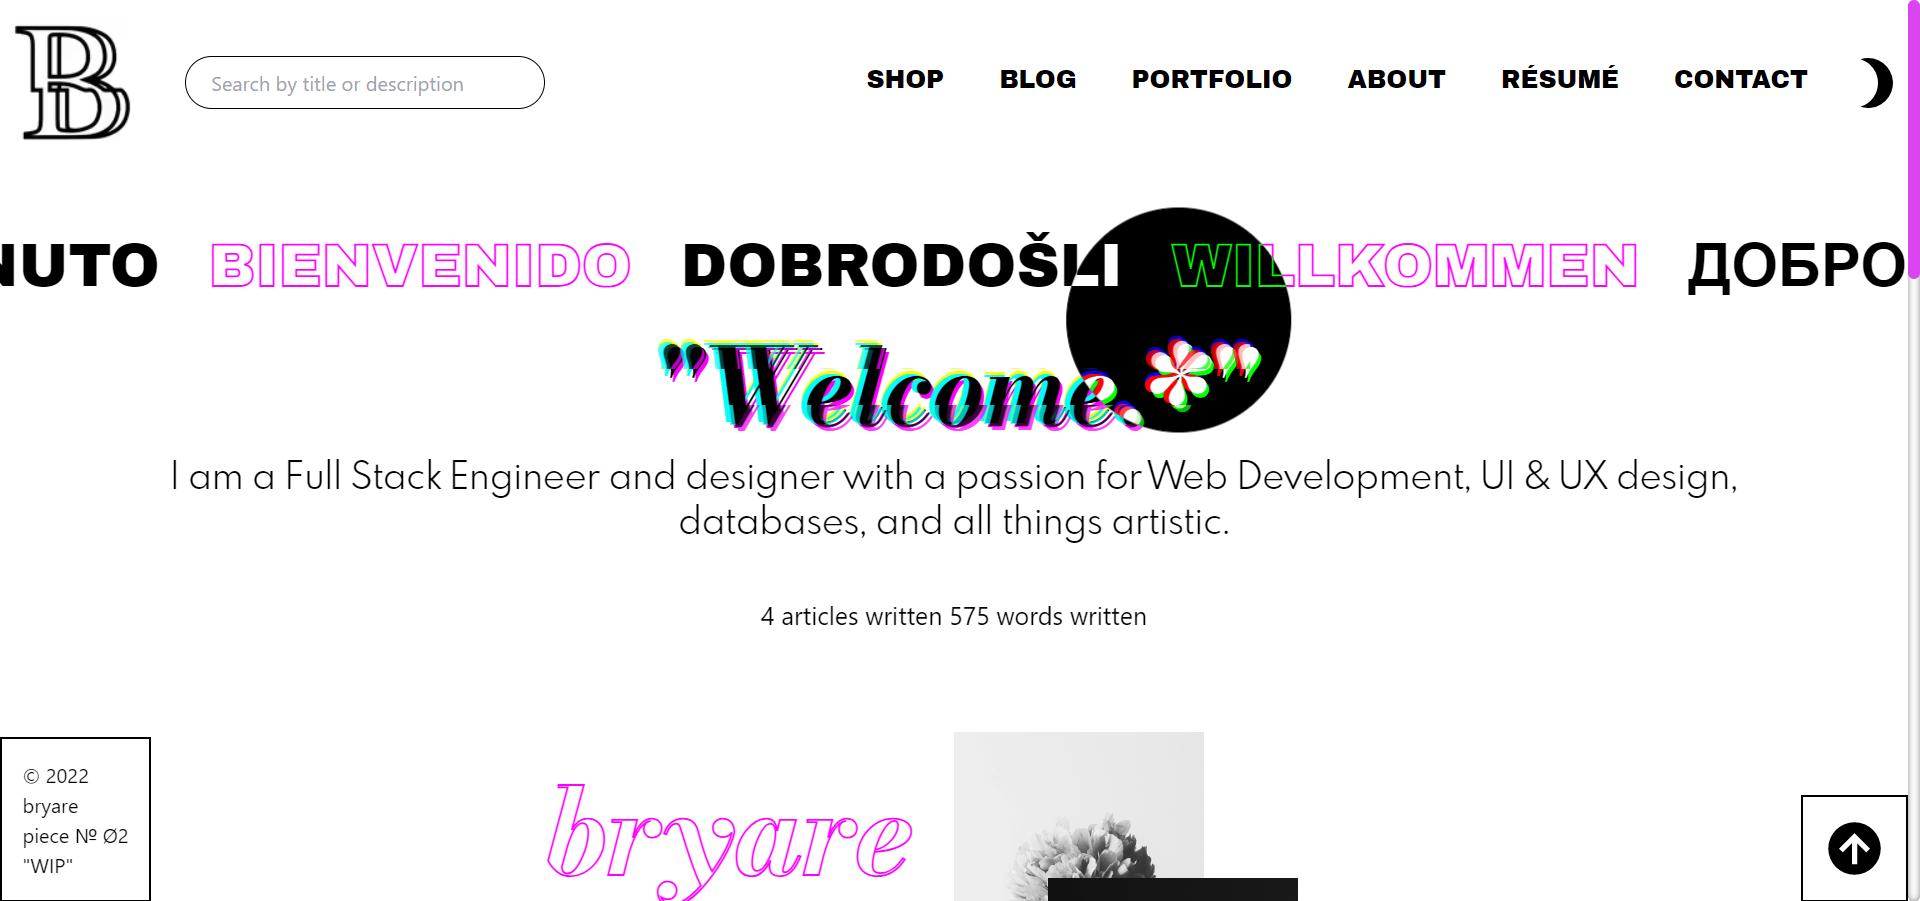 B
Search by title or description
SHOP BLOG PORTFOLIO ABOUT RÉSUMÉ CONTACT
NUTO BIENVENIDO DOBRODOŠLI WILLKOMMEN ДОБРО
"Welcome. ✽"
I am a Full Stack Engineer and designer with a passion for Web Development, UI & UX design,
databases, and all things artistic.
4 articles written 575 words written
bryare
© 2022
bryare
piece № Ø2
"WIP"